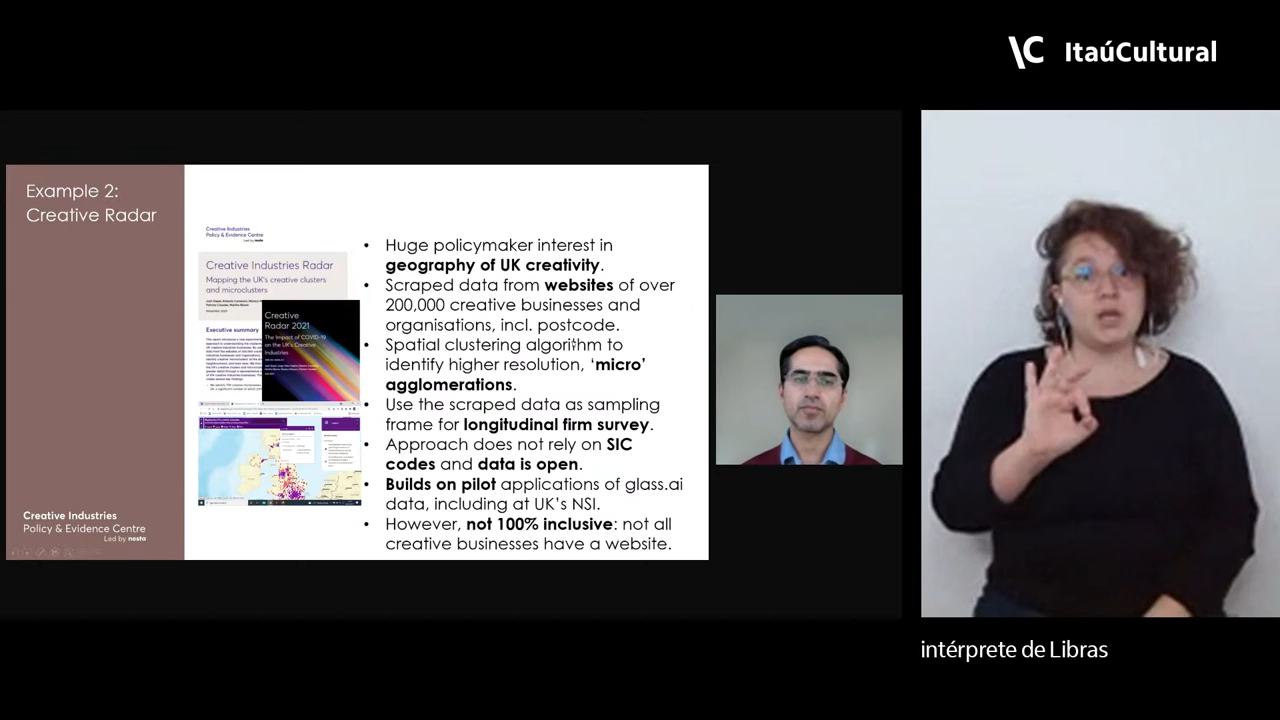 \C ItaúCultural
Example 2:
Creative Radar
Creative Industries
Policy & Evidence Centre
Led by nesta
Creative Industries Radar
Mapping the UK's creative clusters
and microclusters
Executive summary
Creative
Radar 2021
The Impact of COVID-19
on the UK's Creative
Industries
• Huge policymaker interest in
geography of UK creativity.
• Scraped data from websites of over
200,000 creative businesses and
organisations, incl. postcode.
• Spatial clustering algorithm to
identify higher resolution, ‘micro’
agglomerations.
• Use the scraped data as sampling
frame for longitudinal firm survey.
• Approach does not rely on SIC
codes and data is open.
• Builds on pilot applications of glass.ai
data, including at UK's NSI.
• However, not 100% inclusive: not all
creative businesses have a website.
Creative Industries
Policy & Evidence Centre
Led by nesta
intérprete de Libras